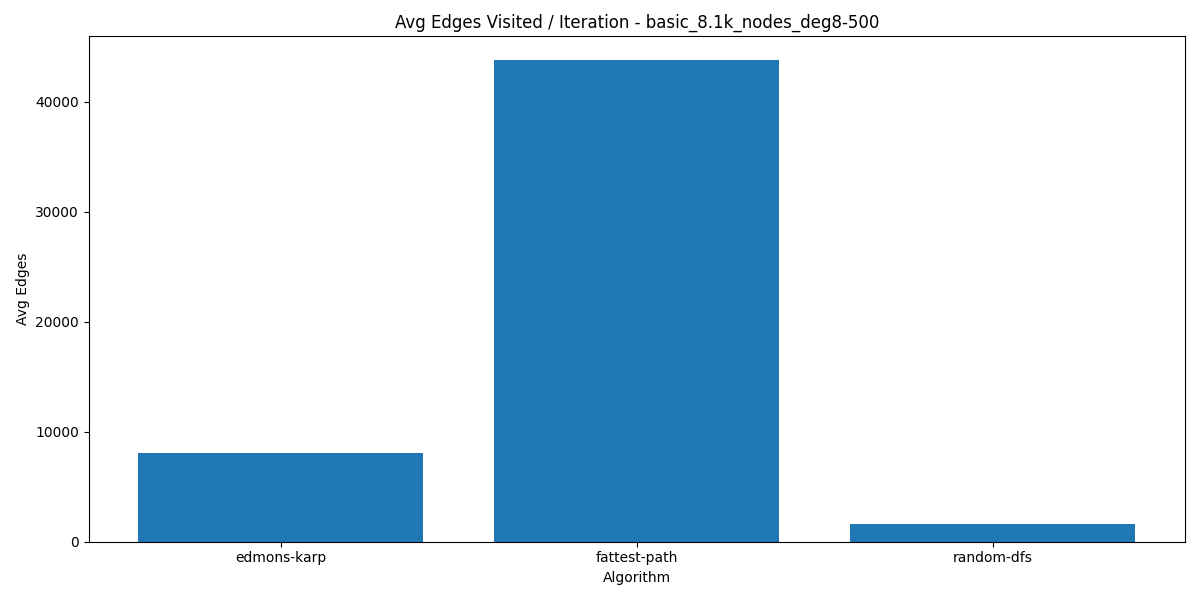 Avg Edges Visited / Iteration - basic_8.1k_nodes_deg8-500
Avg Edges
40000
30000
20000
10000
0
edmons-karp
fattest-path
random-dfs
Algorithm